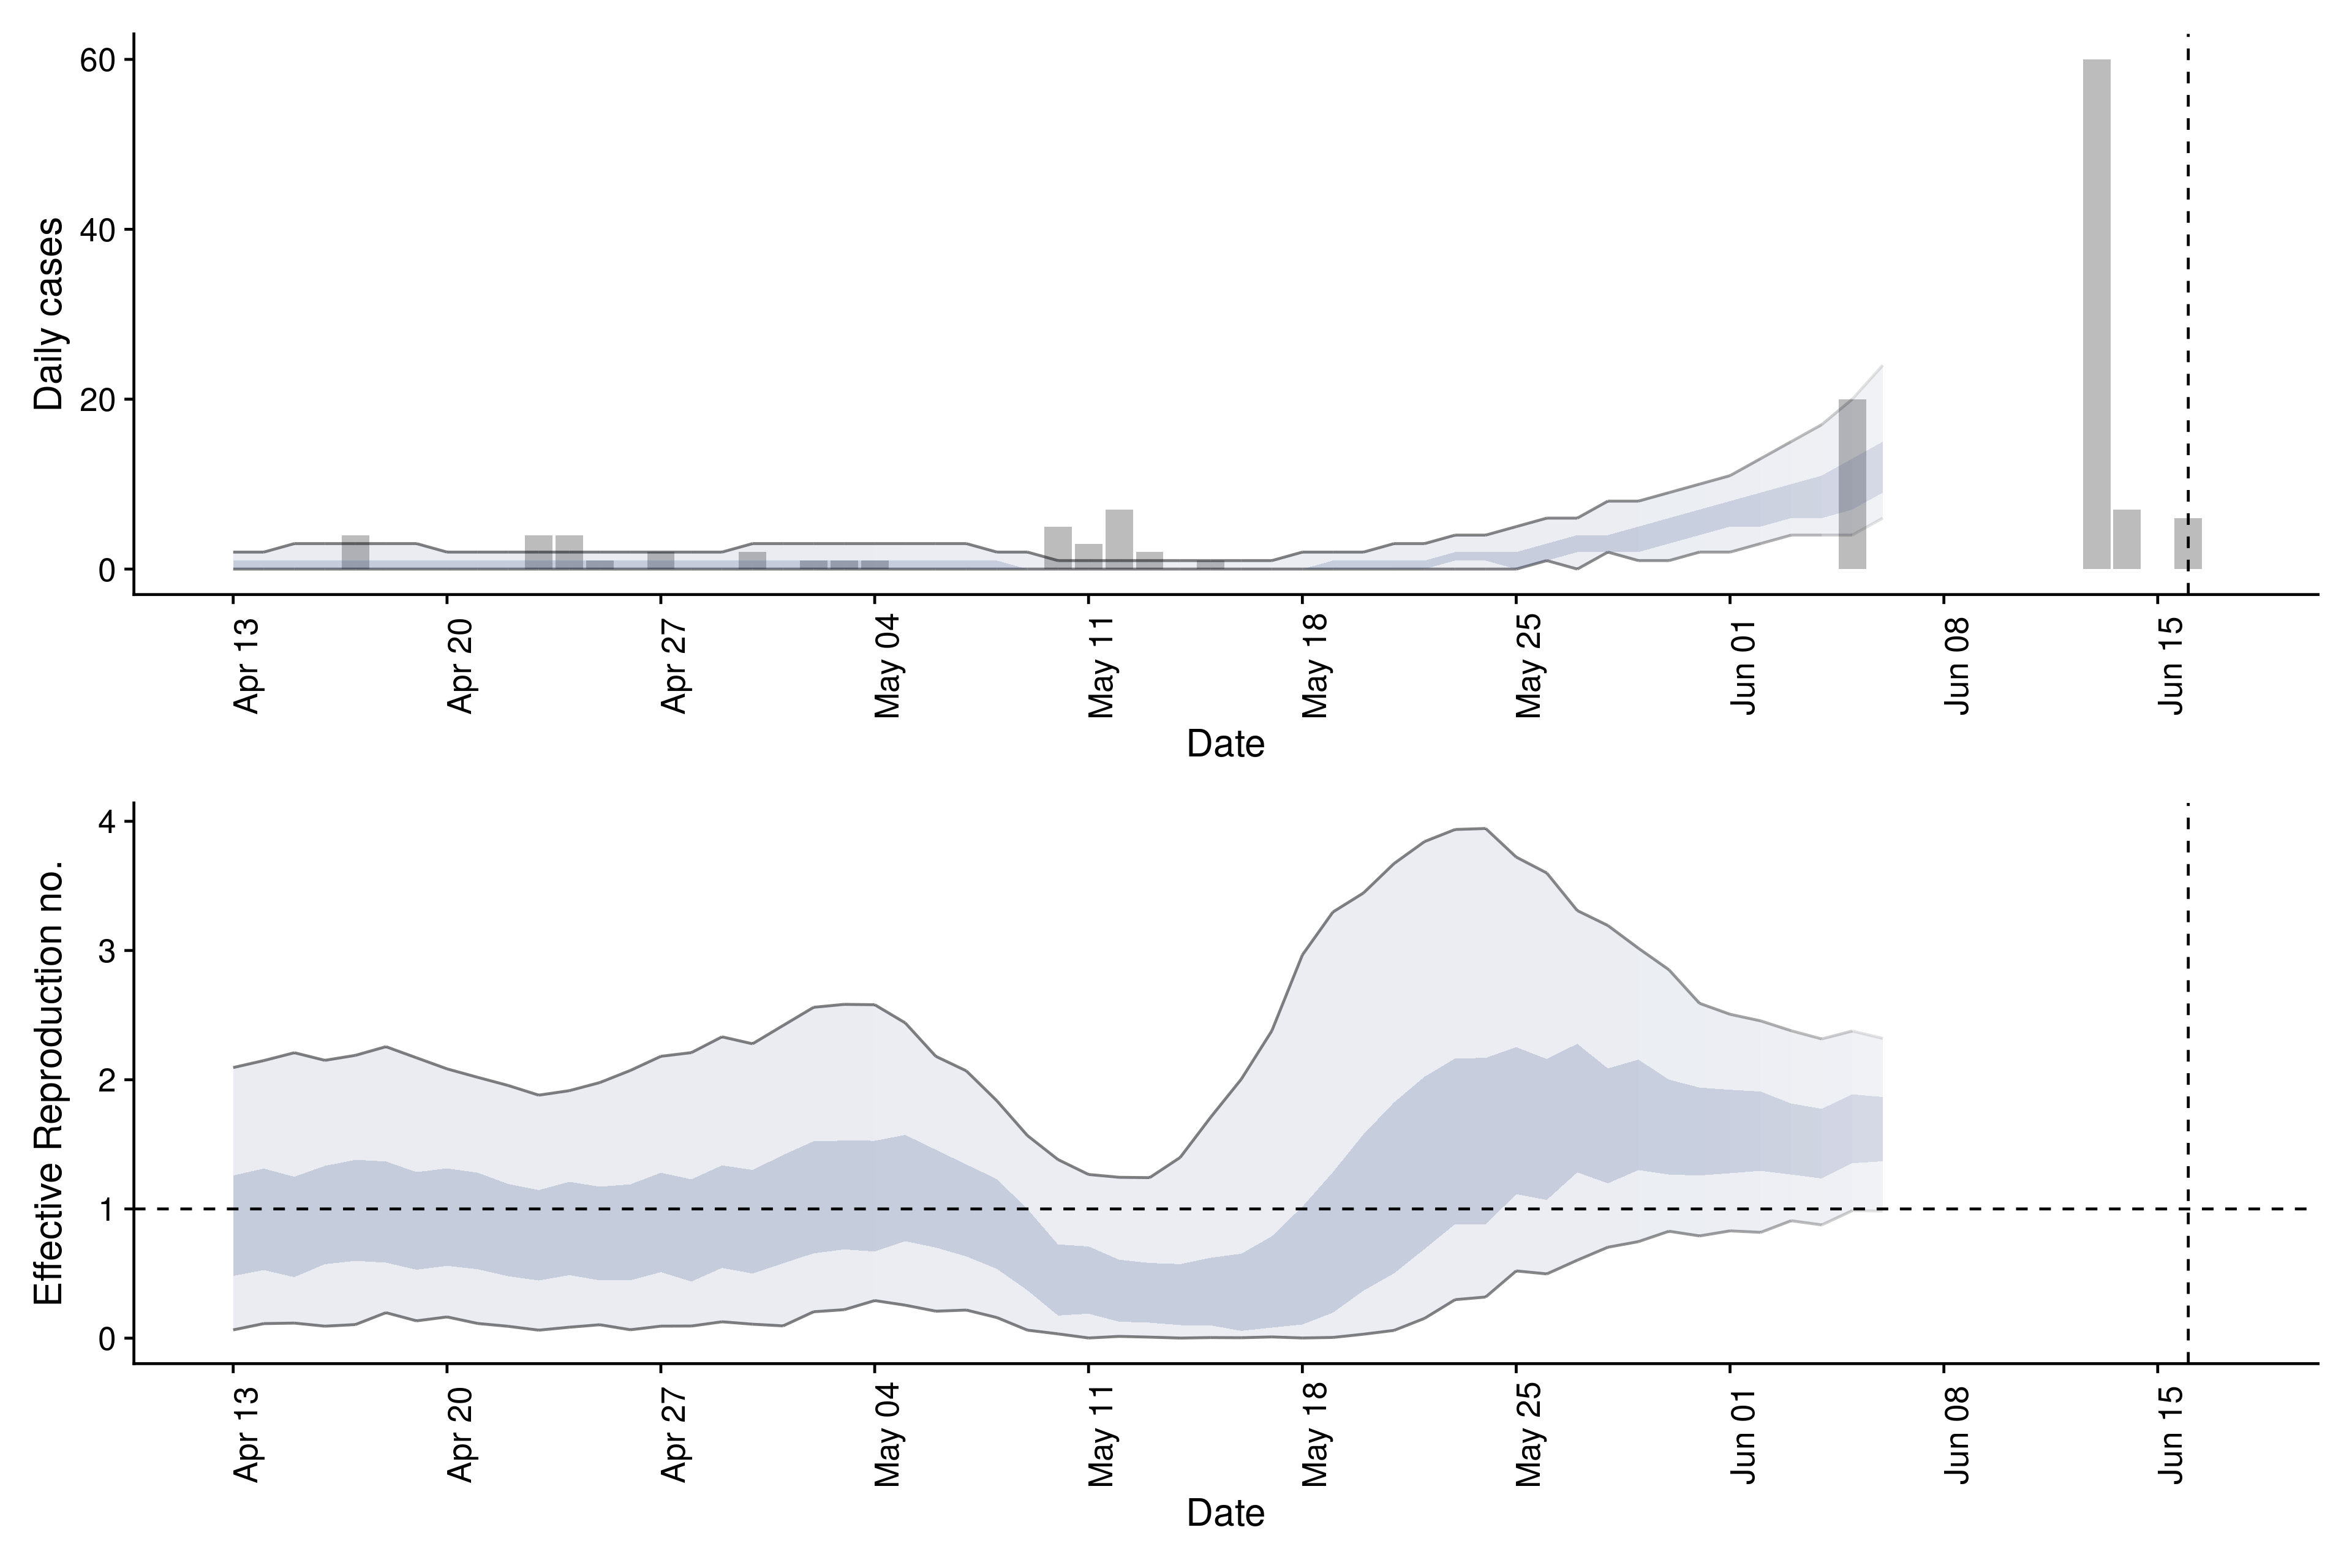 Daily cases
60
40
20
0
Apr 13
Apr 20
Apr 27
May 04
May 11
May 18
May 25
Jun 01
Jun 08
Jun 15
Date
Effective Reproduction no.
4
3
2
1
0
Apr 13
Apr 20
Apr 27
May 04
May 11
May 18
May 25
Jun 01
Jun 08
Jun 15
Date